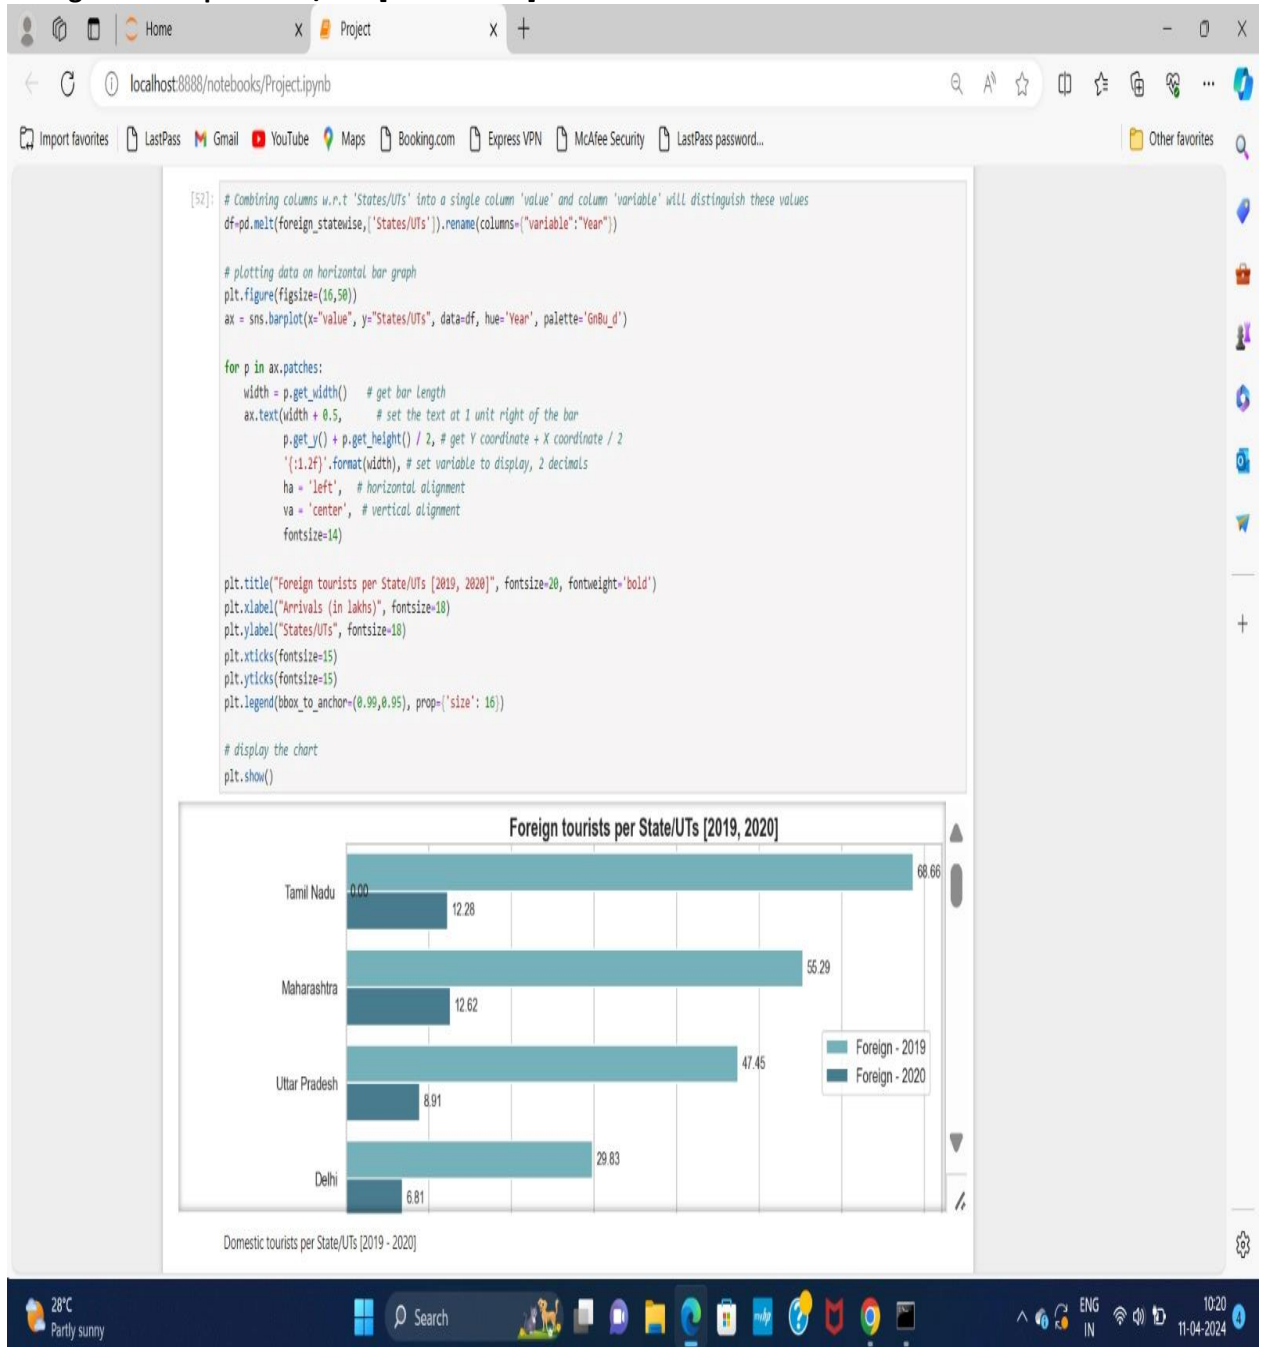 Home
Project
localhost:8888/notebooks/Project.ipynb
Import favorites LastPass Gmail YouTube Maps Booking.com Express VPN McAfee Security LastPass password... Other favorites
[52]: # Combining columns w.r.t 'States/UTs' into a single column 'value' and column 'variable' will distinguish these values
df=pd.melt(foreign_statewise,['States/UTs']).rename(columns={"variable":"Year"})
# plotting data on horizontal bar graph
plt.figure(figsize=(16,50))
ax = sns.barplot(x="value", y="States/UTs", data=df, hue='Year', palette='GnBu_d')
for p in ax.patches:
width = p.get_width() # get bar length
ax.text(width + 0.5, # set the text at 1 unit right of the bar
p.get_y() + p.get_height() / 2, # get Y coordinate + X coordinate / 2
'{:1.2f}'.format(width), # set variable to display, 2 decimals
ha = 'left', # horizontal alignment
va = 'center', # vertical alignment
fontsize=14)
plt.title("Foreign tourists per State/UTs [2019, 2020]", fontsize=20, fontweight='bold')
plt.xlabel("Arrivals (in lakhs)", fontsize=18)
plt.ylabel("States/UTs", fontsize=18)
plt.xticks(fontsize=15)
plt.yticks(fontsize=15)
plt.legend(bbox_to_anchor=(0.99,0.95), prop={'size': 16})
# display the chart
plt.show()
Foreign tourists per State/UTs [2019, 2020]
68.66
Tamil Nadu 0.00
12.28
55.29
Maharashtra
12.62
Foreign - 2019
47.45
Foreign - 2020
Uttar Pradesh
8.91
29.83
Delhi
6.81
Domestic tourists per State/UTs [2019 - 2020]
28°C
Partly sunny
Search
myhp
ENG
IN
10:20
11-04-2024
4